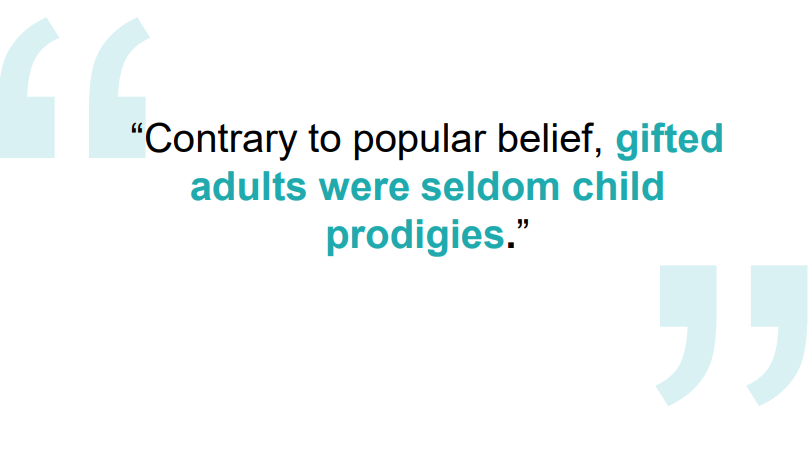 “Contrary to popular belief, gifted
adults were seldom child
prodigies.”